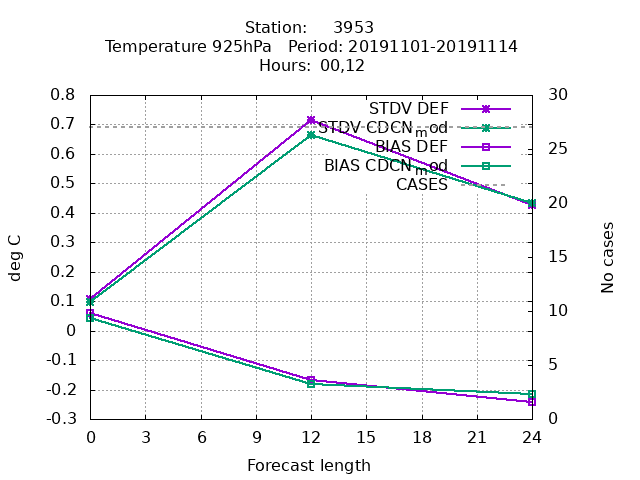 Station: 3953
Temperature 925hPa Period: 20191101-20191114
Hours: 00,12
0.8
0.7
0.6
0.5
0.4
0.3
0.2
0.1
0
-0.1
-0.2
-0.3
deg C
STDV DEF
STDV CDCN_mod
BIAS DEF
BIAS CDCN_mod
CASES
30
25
20
15
10
5
0
No cases
0 3 6 9 12 15 18 21 24
Forecast length